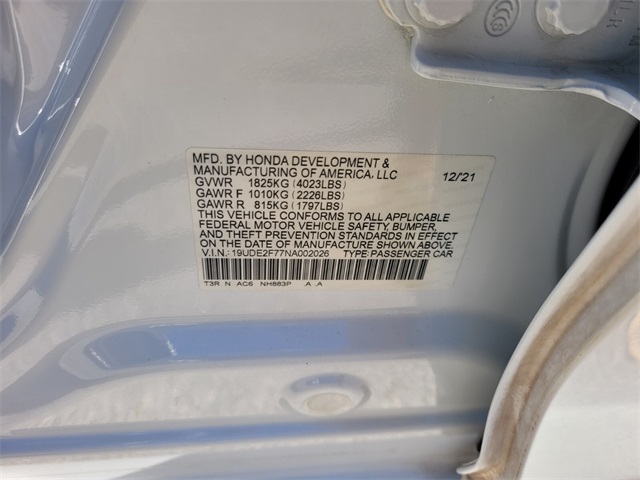 MFD. BY HONDA DEVELOPMENT &
MANUFACTURING OF AMERICA, LLC 12/21
GVWR 1825KG (4023LBS)
GAWR F 1010KG (2226LBS)
GAWR R 815KG (1797LBS)
THIS VEHICLE CONFORMS TO ALL APPLICABLE
FEDERAL MOTOR VEHICLE SAFETY, BUMPER,
AND THEFT PREVENTION STANDARDS IN EFFECT
ON THE DATE OF MANUFACTURE SHOWN ABOVE.
V.I.N.: 19UDE2F77NA002026 TYPE: PASSENGER CAR
T3R N AC6 NH883P .A .A